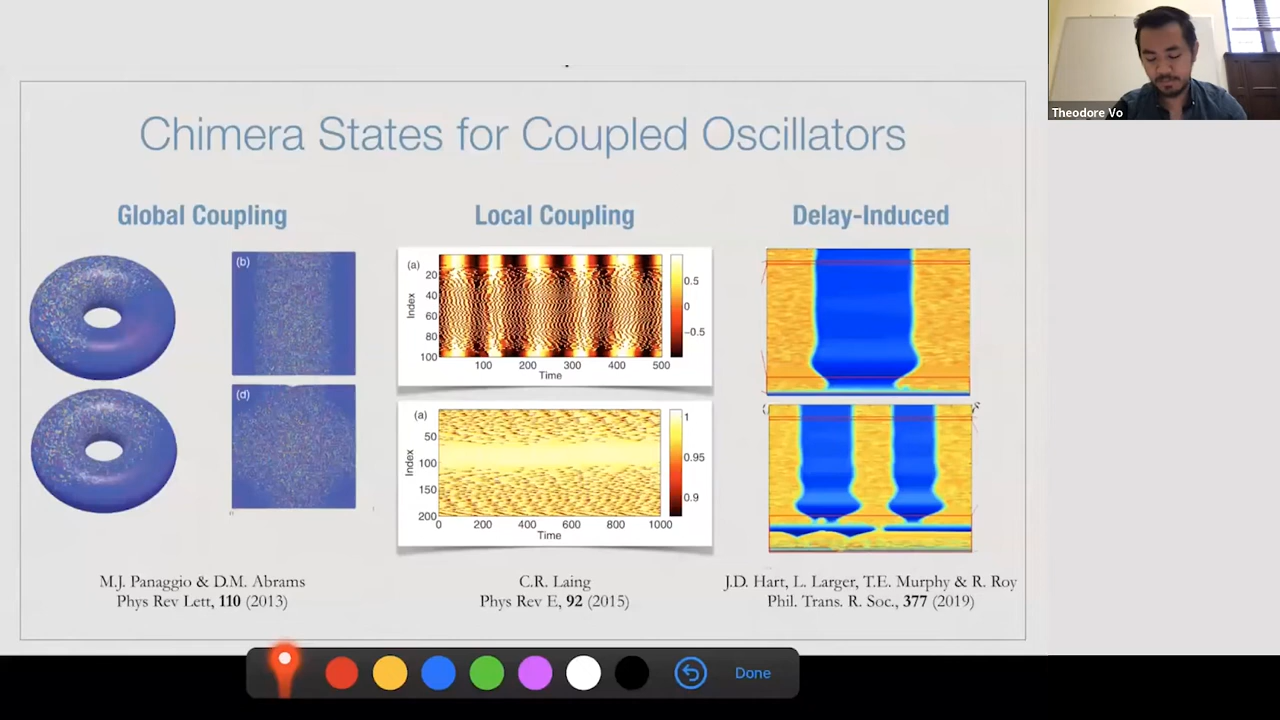 Theodore Vo
Chimera States for Coupled Oscillators
Global Coupling
(b)
(d)
M.J. Panaggio & D.M. Abrams
Phys Rev Lett, 110 (2013)
Local Coupling
(a)
Index
20
40
60
80
100
100
200
300
400
500
Time
0.5
0
−0.5
(a)
Index
50
100
150
200
0
200
400
600
800
1000
Time
1
0.95
0.9
C.R. Laing
Phys Rev E, 92 (2015)
Delay-Induced
J.D. Hart, L. Larger, T.E. Murphy & R. Roy
Phil. Trans. R. Soc., 377 (2019)
Done